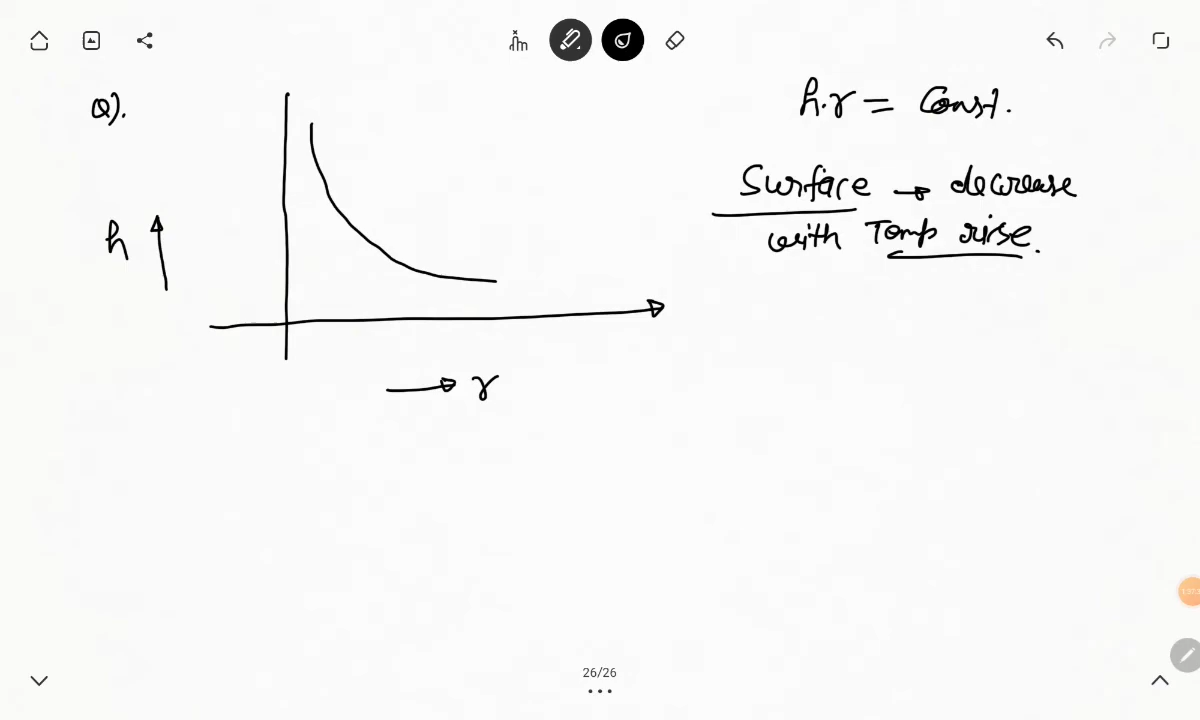 Q).
h.r = Const.
Surface → decrease
with Temp rise.
h ↑
→ r
26/26